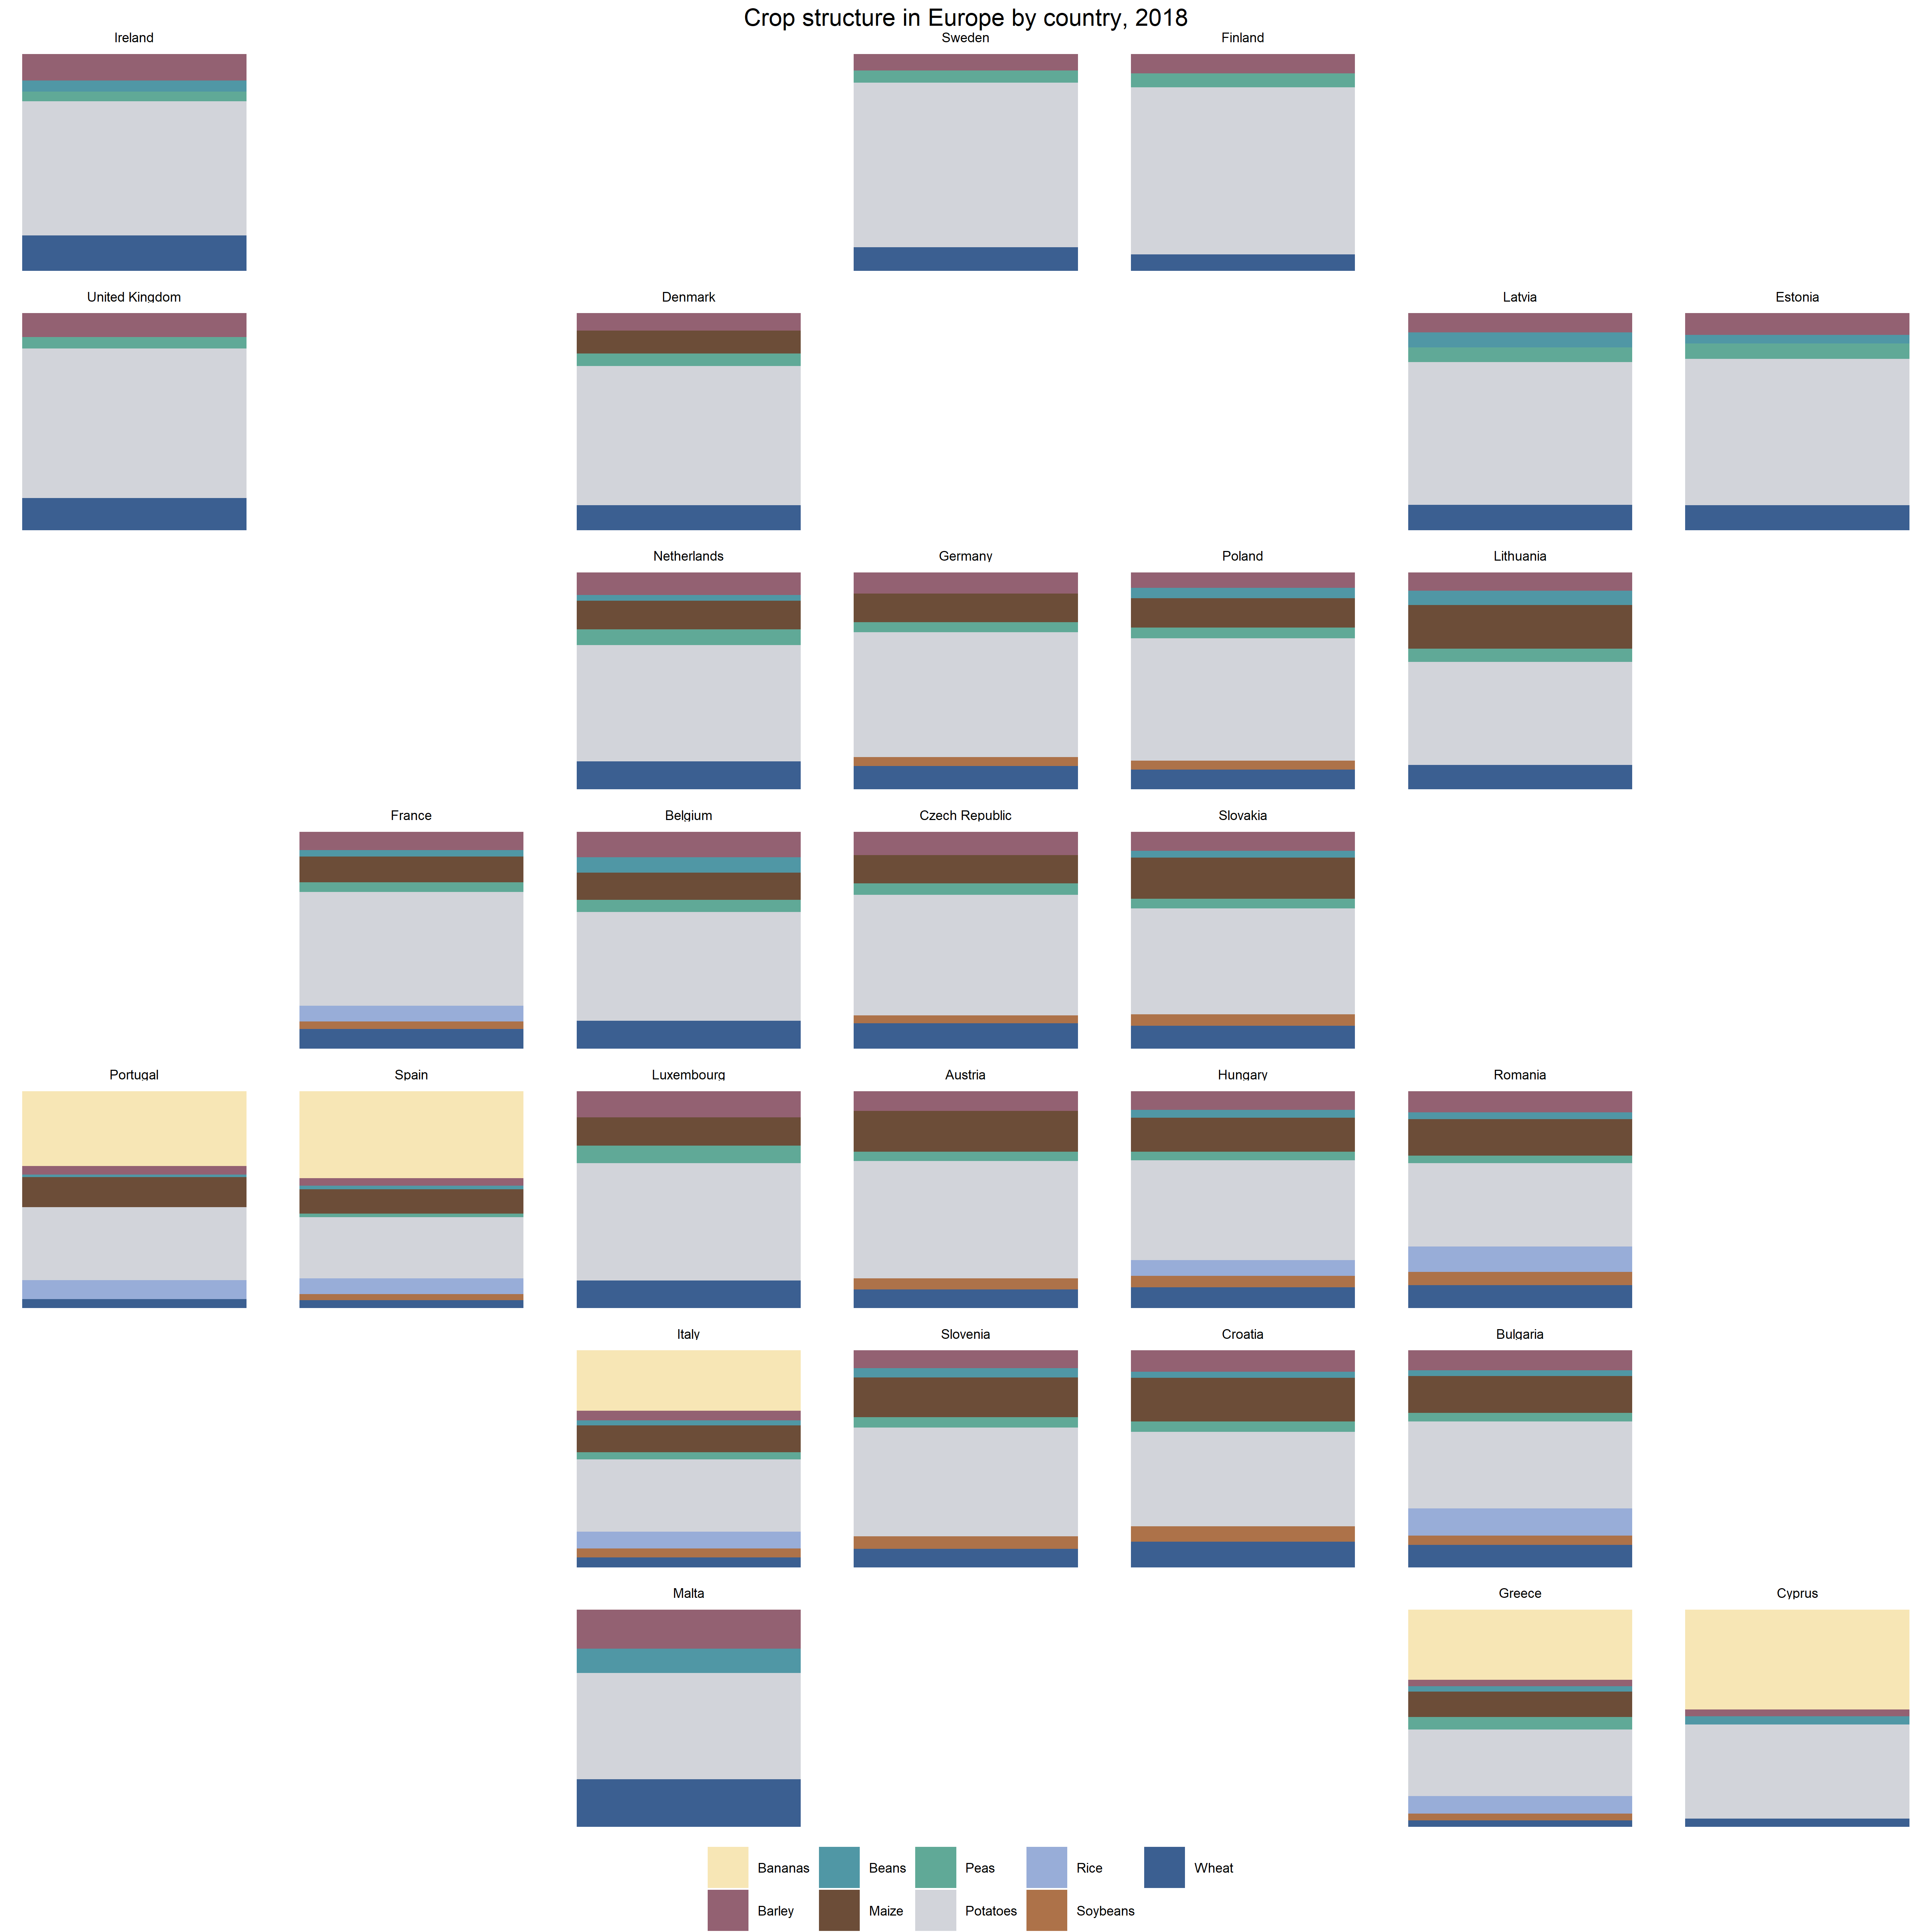 Crop structure in Europe by country, 2018
Ireland
Sweden
Finland
United Kingdom
Denmark
Latvia
Estonia
Netherlands
Germany
Poland
Lithuania
France
Belgium
Czech Republic
Slovakia
Portugal
Spain
Luxembourg
Austria
Hungary
Romania
Italy
Slovenia
Croatia
Bulgaria
Malta
Greece
Cyprus
Bananas
Beans
Peas
Rice
Wheat
Barley
Maize
Potatoes
Soybeans